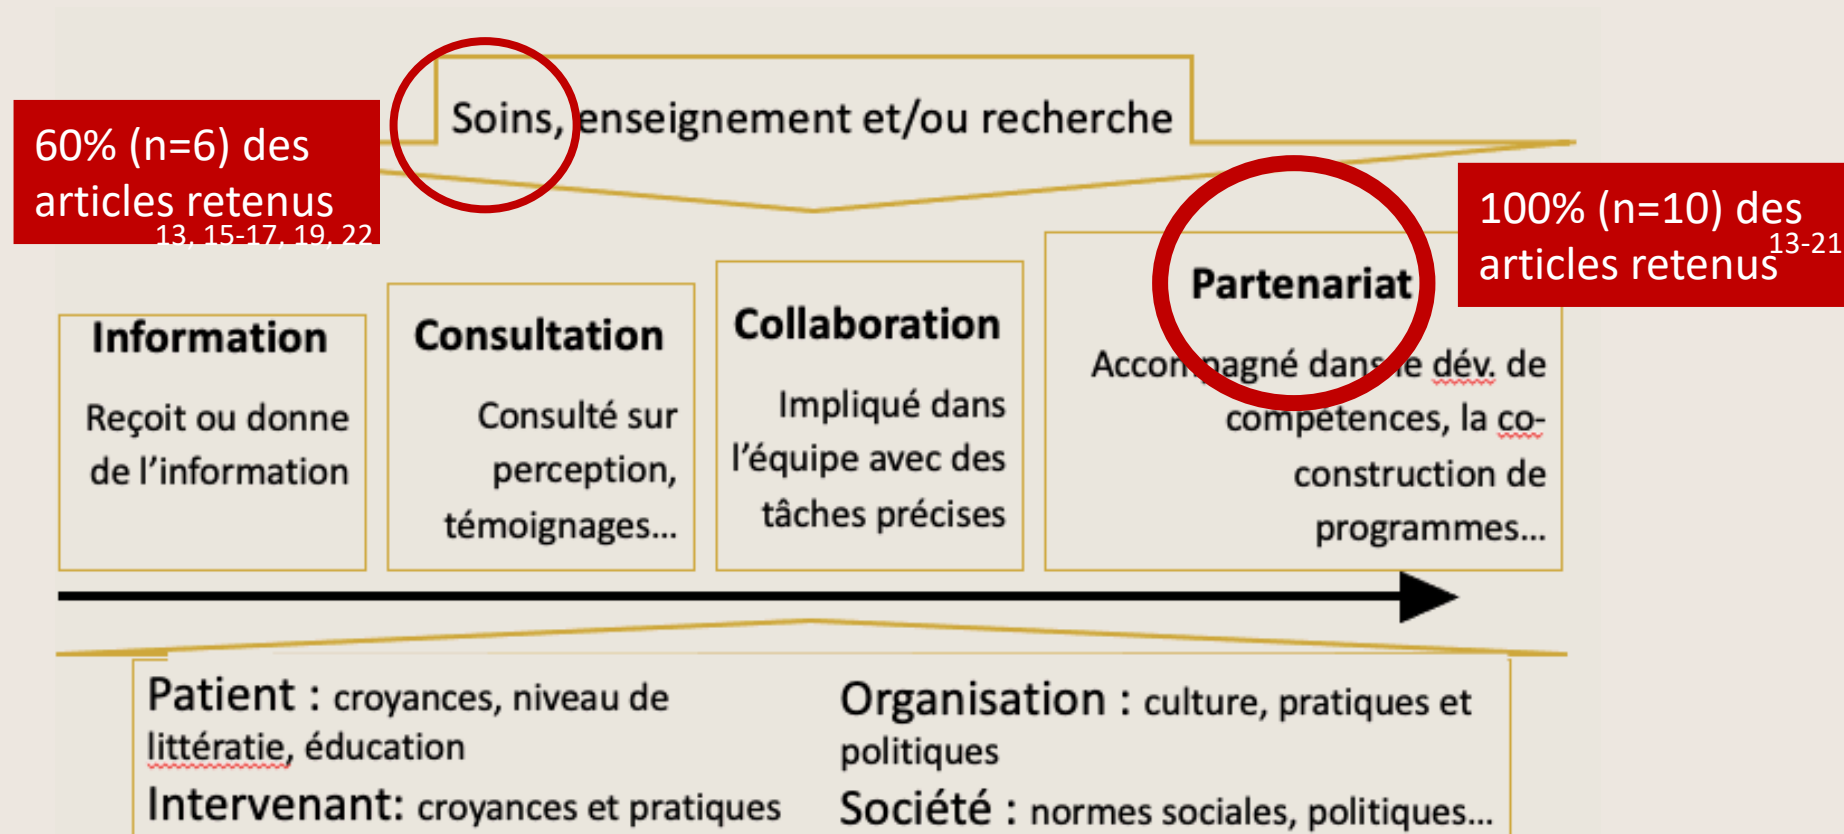 Soins, enseignement et/ou recherche
60% (n=6) des
articles retenus
13, 15-17, 19, 22
100% (n=10) des
articles retenus 13-21
Information
Reçoit ou donne
de l’information
Consultation
Consulté sur
perception,
témoignages…
Collaboration
Impliqué dans
l’équipe avec des
tâches précises
Partenariat
Accompagné dans le dév. de
compétences, la co-
construction de
programmes…
Patient : croyances, niveau de
littératie, éducation
Intervenant: croyances et pratiques
Organisation : culture, pratiques et
politiques
Société : normes sociales, politiques…